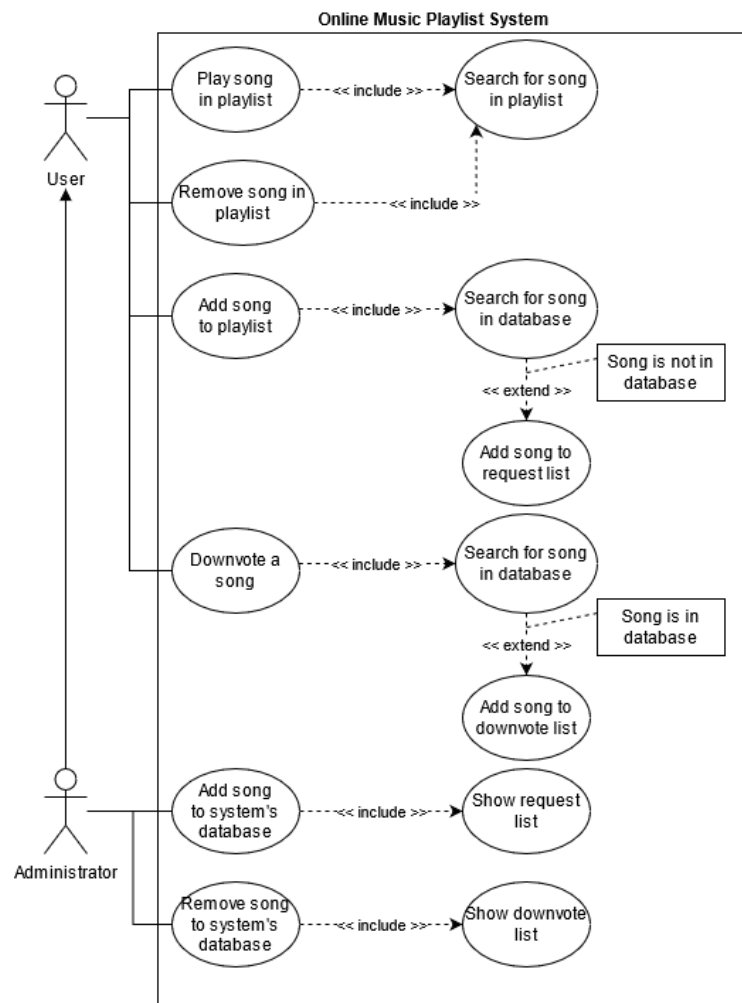 Online Music Playlist System
Play song
in playlist
<< include >>
Search for song
in playlist
User
Remove song in
playlist
<< include >>
Add song
to playlist
<< include >>
Search for song
in database
Song is not in
database
<< extend >>
Add song to
request list
Downvote a
song
<< include >>
Search for song
in database
Song is in
database
<< extend >>
Add song to
downvote list
Administrator
Add song
to system's
database
<< include >>
Show request
list
Remove song
to system's
database
<< include >>
Show downvote
list